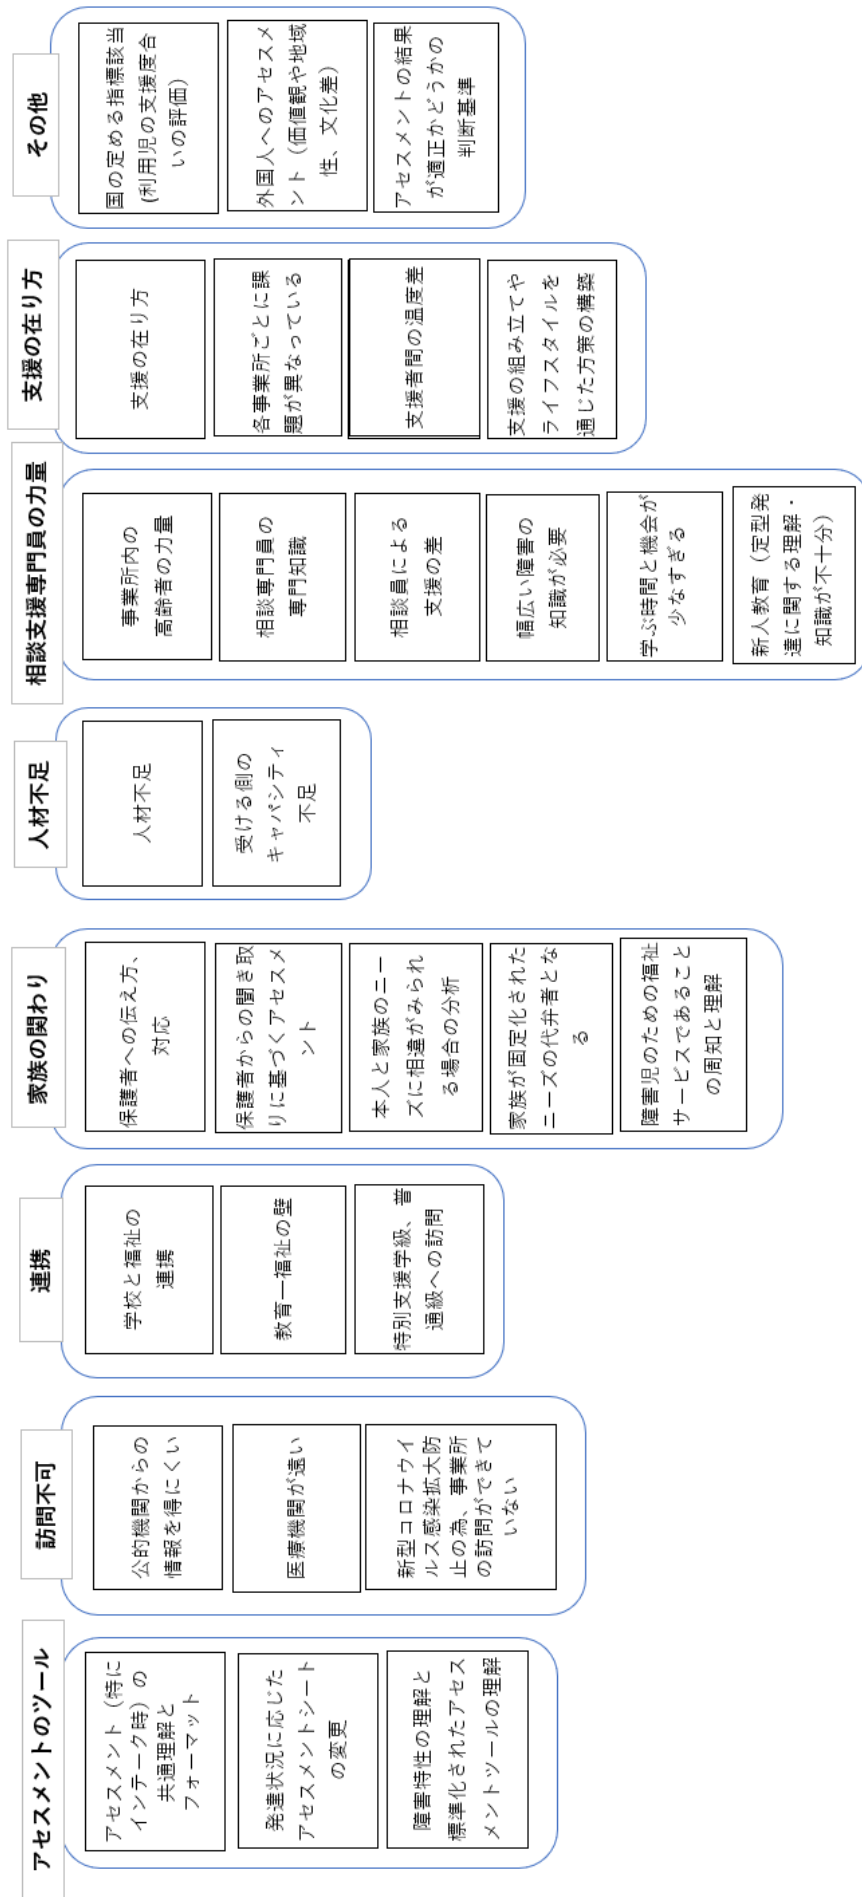 アセスメントのツール
アセスメント（特に
インテーク時）の
共通理解と
フォーマット
発達状況に応じた
アセスメントシート
の変更
障害特性の理解と
標準化されたアセス
メントツールの理解
訪問不可
公的機関からの
情報を得にくい
医療機関が遠い
新型コロナウイ
ルス感染拡大防
止の為、事業所
の訪問ができて
いない
連携
学校と福祉の
連携
教育ー福祉の壁
特別支援学級、普
通級への訪問
家族の関わり
保護者への伝え方、
対応
保護者からの聞き取
りに基づくアセスメ
ント
本人と家族のニー
ズに相違がみられ
る場合の分析
家族が固定化された
ニーズの代弁者とな
る
障害児のための福祉
サービスであること
の周知と理解
人材不足
人材不足
受ける側の
キャパシティ
不足
相談支援専門員の力量
事業所内の
高齢者の力量
相談専門員の
専門知識
相談員による
支援の差
幅広い障害の
知識が必要
学ぶ時間と機会が
少なすぎる
新人教育（定型発
達に関する理解・
知識が不十分）
支援の在り方
支援の在り方
各事業所ごとに課
題が異なっている
支援者間の温度差
支援の組み立てや
ライフスタイルを
通じた方策の構築
その他
国の定める指標該当
(利用児の支援度合
いの評価)
外国人へのアセスメ
ント（価値観や地域
性、文化差）
アセスメントの結果
が適正かどうかの
判断基準